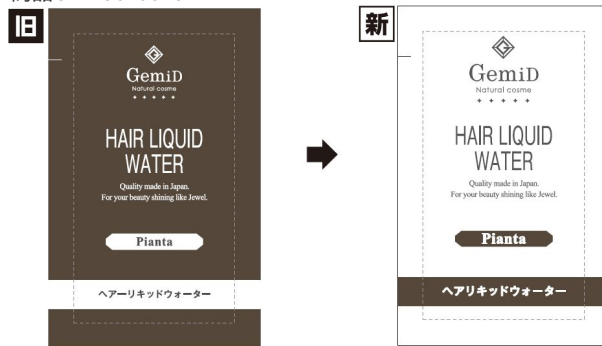 旧
GemiD
Natural cosme
HAIR LIQUID
WATER
Quality made in Japan.
For your beauty shining like Jewel.
Pianta
ヘアーリキッドウォーター
新
GemiD
Natural cosme
HAIR LIQUID
WATER
Quality made in Japan.
For your beauty shining like Jewel.
Pianta
ヘアリキッドウォーター